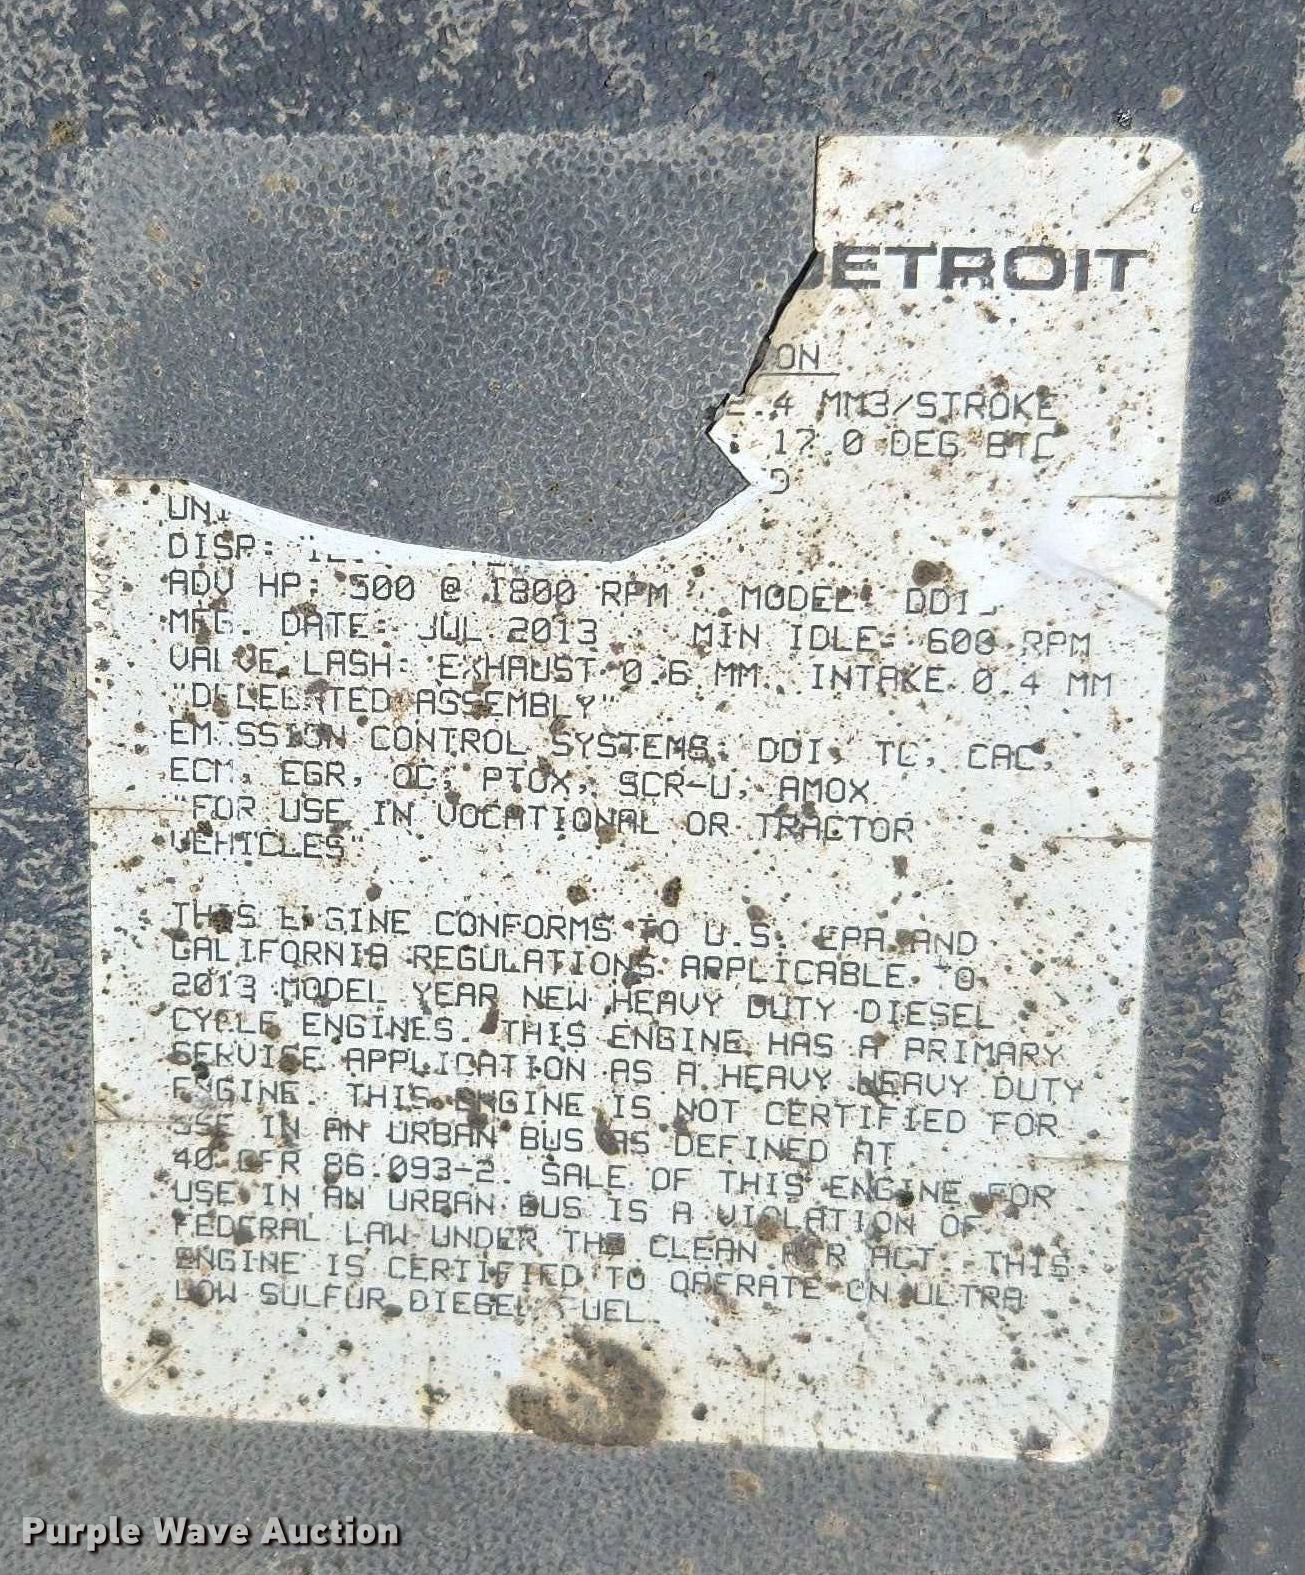 DETROIT
ON
.4 MM3/STROKE
: 17.0 DEG BTC
DISP:
ADV HP: 500 @ 1800 RPM MODEL: DD1
MFG. DATE: JUL 2013 MIN IDLE: 600 RPM
VALVE LASH: EXHAUST 0.6 MM. INTAKE 0.4 MM
"DELEGATED ASSEMBLY"
EMISSION CONTROL SYSTEMS: DDI, TC, CAC,
ECM, EGR, OC, PTOX, SCR-U, AMOX
"FOR USE IN VOCATIONAL OR TRACTOR
VEHICLES"
THIS ENGINE CONFORMS TO U.S. EPA AND
CALIFORNIA REGULATIONS APPLICABLE TO
2013 MODEL YEAR NEW HEAVY DUTY DIESEL
CYCLE ENGINES. THIS ENGINE HAS A PRIMARY
SERVICE APPLICATION AS A HEAVY HEAVY DUTY
ENGINE. THIS ENGINE IS NOT CERTIFIED FOR
USE IN AN URBAN BUS AS DEFINED AT
40 CFR 86.093-2. SALE OF THIS ENGINE FOR
USE IN AN URBAN BUS IS A VIOLATION OF
FEDERAL LAW UNDER THE CLEAN AIR ACT. THIS
ENGINE IS CERTIFIED TO OPERATE ON ULTRA
LOW SULFUR DIESEL FUEL.
Purple Wave Auction